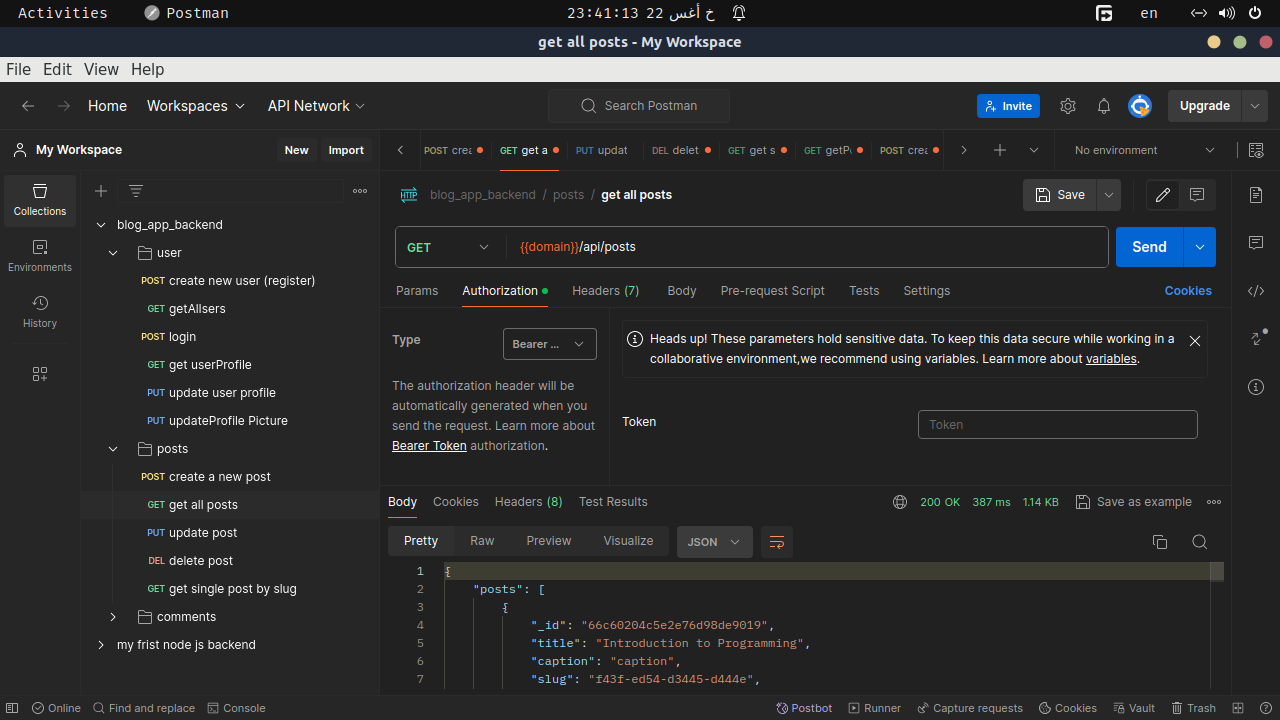 Activities Postman 23:41:13 22 خ أغس en
get all posts - My Workspace
File Edit View Help
Home Workspaces API Network Search Postman Invite Upgrade
My Workspace New Import
POST crea GET get a PUT updat DEL delet GET get s GET getP POST crea No environment
Collections
Environments
History
blog_app_backend
user
POST create new user (register)
GET getAllsers
POST login
GET get userProfile
PUT update user profile
PUT updateProfile Picture
posts
POST create a new post
GET get all posts
PUT update post
DEL delete post
GET get single post by slug
comments
my frist node js backend
HTTP blog_app_backend / posts / get all posts Save
GET {{domain}}/api/posts Send
Params Authorization Headers (7) Body Pre-request Script Tests Settings Cookies
Type Bearer ...
The authorization header will be
automatically generated when you
send the request. Learn more about
Bearer Token authorization.
Heads up! These parameters hold sensitive data. To keep this data secure while working in a
collaborative environment,we recommend using variables. Learn more about variables.
Token Token
Body Cookies Headers (8) Test Results 200 OK 387 ms 1.14 KB Save as example
Pretty Raw Preview Visualize JSON
1 {
2 "posts": [
3 {
4 "_id": "66c60204c5e2e76d98de9019",
5 "title": "Introduction to Programming",
6 "caption": "caption",
7 "slug": "f43f-ed54-d3445-d444e",
Online Find and replace Console Postbot Runner Capture requests Cookies Vault Trash